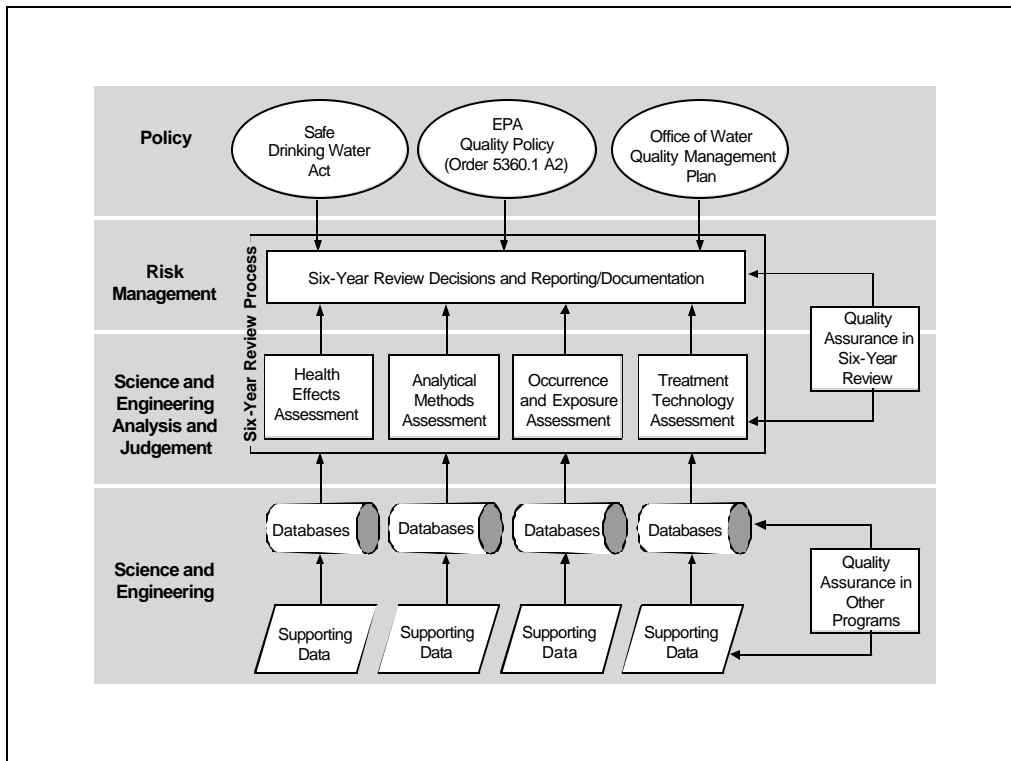 Policy
Safe
Drinking Water
Act
EPA
Quality Policy
(Order 5360.1 A2)
Office of Water
Quality Management
Plan
Risk
Management
Six-Year Review Process
Six-Year Review Decisions and Reporting/Documentation
Quality
Assurance in
Six-Year
Review
Science and
Engineering
Analysis and
Judgement
Health
Effects
Assessment
Analytical
Methods
Assessment
Occurrence
and Exposure
Assessment
Treatment
Technology
Assessment
Science and
Engineering
Databases
Databases
Databases
Databases
Quality
Assurance in
Other
Programs
Supporting
Data
Supporting
Data
Supporting
Data
Supporting
Data